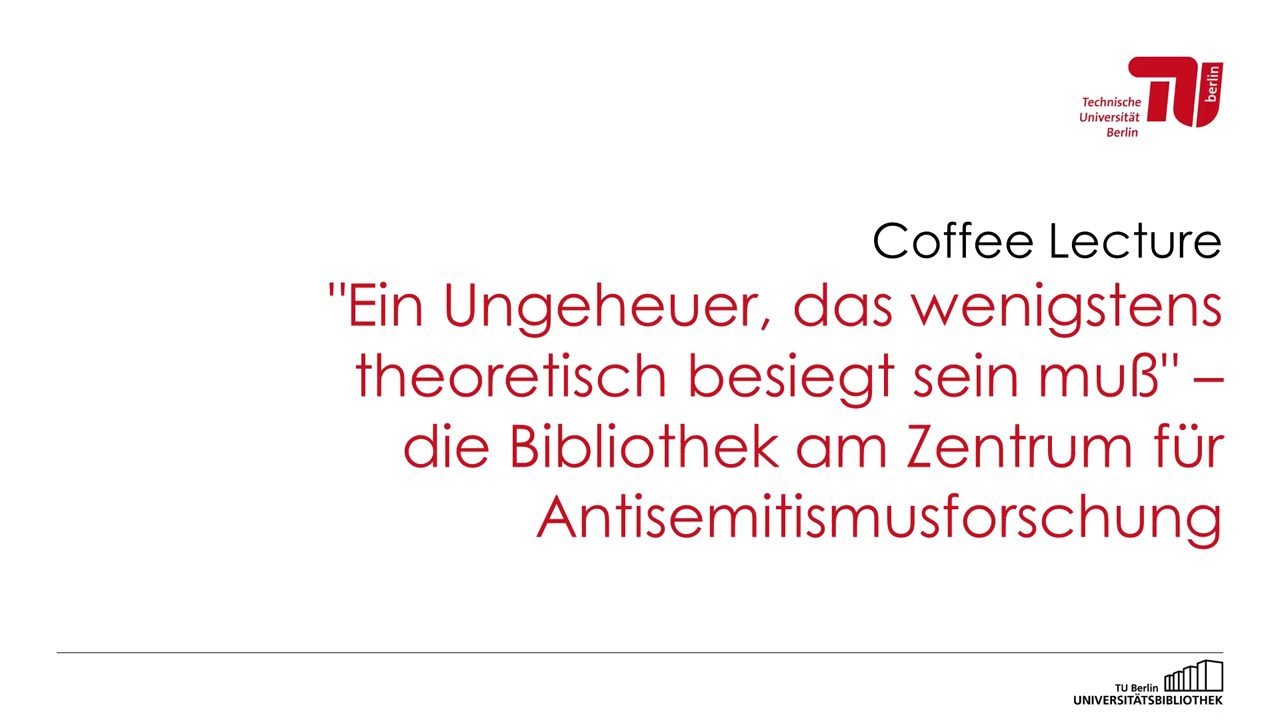 Technische
Universität
Berlin
berlin
Coffee Lecture
"Ein Ungeheuer, das wenigstens
theoretisch besiegt sein muß" –
die Bibliothek am Zentrum für
Antisemitismusforschung
TU Berlin
UNIVERSITÄTSBIBLIOTHEK